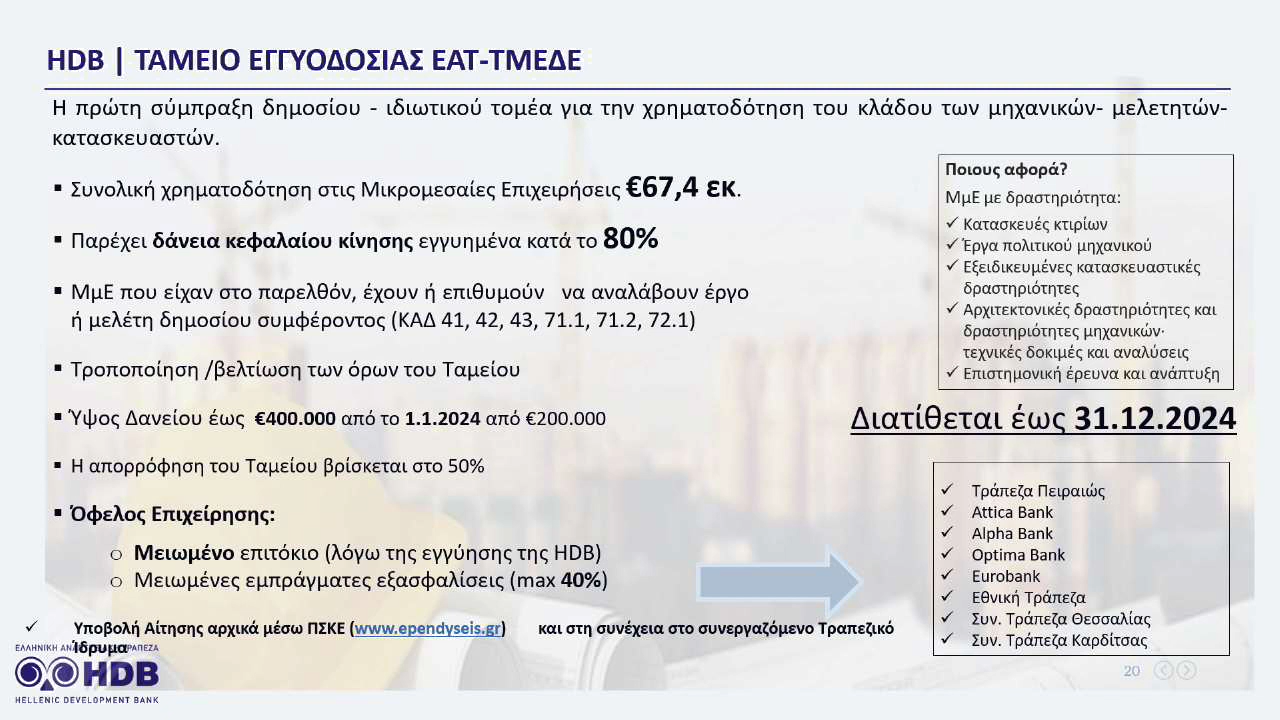 HDB | ΤΑΜΕΙΟ ΕΓΓΥΟΔΟΣΙΑΣ ΕΑΤ-ΤΜΕΔΕ
Η πρώτη σύμπραξη δημοσίου - ιδιωτικού τομέα για την χρηματοδότηση του κλάδου των μηχανικών- μελετητών-
κατασκευαστών.
▪ Συνολική χρηματοδότηση στις Μικρομεσαίες Επιχειρήσεις €67,4 εκ.
▪ Παρέχει δάνεια κεφαλαίου κίνησης εγγυημένα κατά το 80%
▪ ΜμΕ που είχαν στο παρελθόν, έχουν ή επιθυμούν να αναλάβουν έργο
ή μελέτη δημοσίου συμφέροντος (ΚΑΔ 41, 42, 43, 71.1, 71.2, 72.1)
▪ Τροποποίηση /βελτίωση των όρων του Ταμείου
▪ Ύψος Δανείου έως €400.000 από το 1.1.2024 από €200.000
▪ Η απορρόφηση του Ταμείου βρίσκεται στο 50%
▪ Όφελος Επιχείρησης:
o Μειωμένο επιτόκιο (λόγω της εγγύησης της HDB)
o Μειωμένες εμπράγματες εξασφαλίσεις (max 40%)
✓ Υποβολή Αίτησης αρχικά μέσω ΠΣΚΕ (www.ependyseis.gr) και στη συνέχεια στο συνεργαζόμενο Τραπεζικό
Ίδρυμα
Ποιους αφορά?
ΜμΕ με δραστηριότητα:
✓ Κατασκευές κτιρίων
✓ Έργα πολιτικού μηχανικού
✓ Εξειδικευμένες κατασκευαστικές
δραστηριότητες
✓ Αρχιτεκτονικές δραστηριότητες και
δραστηριότητες μηχανικών·
τεχνικές δοκιμές και αναλύσεις
✓ Επιστημονική έρευνα και ανάπτυξη
Διατίθεται έως 31.12.2024
✓ Τράπεζα Πειραιώς
✓ Attica Bank
✓ Alpha Bank
✓ Optima Bank
✓ Eurobank
✓ Εθνική Τράπεζα
✓ Συν. Τράπεζα Θεσσαλίας
✓ Συν. Τράπεζα Καρδίτσας
HDB
HELLENIC DEVELOPMENT BANK
20